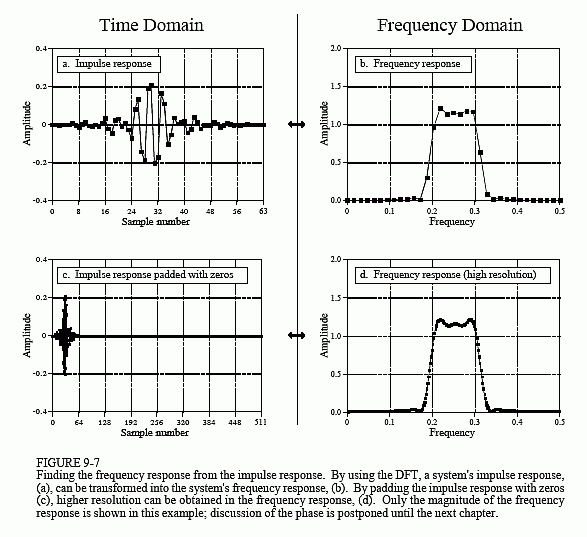 Time Domain
Frequency Domain
0.4
a. Impulse response
0.2
0
-0.2
-0.4
Amplitude
0 8 16 24 32 40 48 56 63
Sample number
2.0
b. Frequency response
1.5
1.0
0.5
0.0
Amplitude
0 0.1 0.2 0.3 0.4 0.5
Frequency
0.4
c. Impulse response padded with zeros
0.2
0
-0.2
-0.4
Amplitude
0 64 128 192 256 320 384 448 511
Sample number
2.0
d. Frequency response (high resolution)
1.5
1.0
0.5
0.0
Amplitude
0 0.1 0.2 0.3 0.4 0.5
Frequency
FIGURE 9-7
Finding the frequency response from the impulse response. By using the DFT, a system's impulse response,
(a), can be transformed into the system's frequency response, (b). By padding the impulse response with zeros
(c), higher resolution can be obtained in the frequency response, (d). Only the magnitude of the frequency
response is shown in this example; discussion of the phase is postponed until the next chapter.